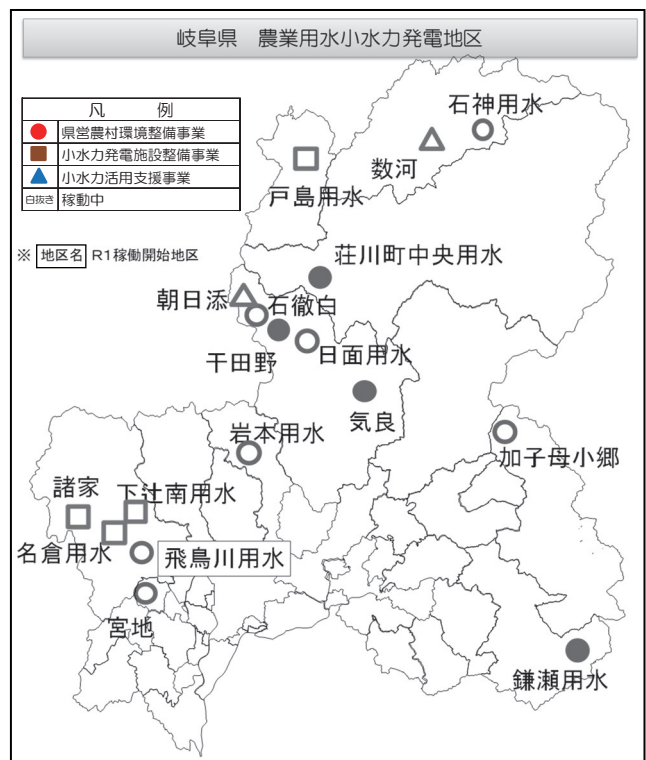 岐阜県　農業用水小水力発電地区
凡　例
県営農村環境整備事業
小水力発電施設整備事業
小水力活用支援事業
白抜き 稼動中
※ 地区名 R1稼働開始地区
石神用水
数河
戸島用水
荘川町中央用水
朝日添
石徹白
干田野
日面用水
気良
岩本用水
加子母小郷
諸家
下辻南用水
名倉用水
飛鳥川用水
宮地
鎌瀬用水